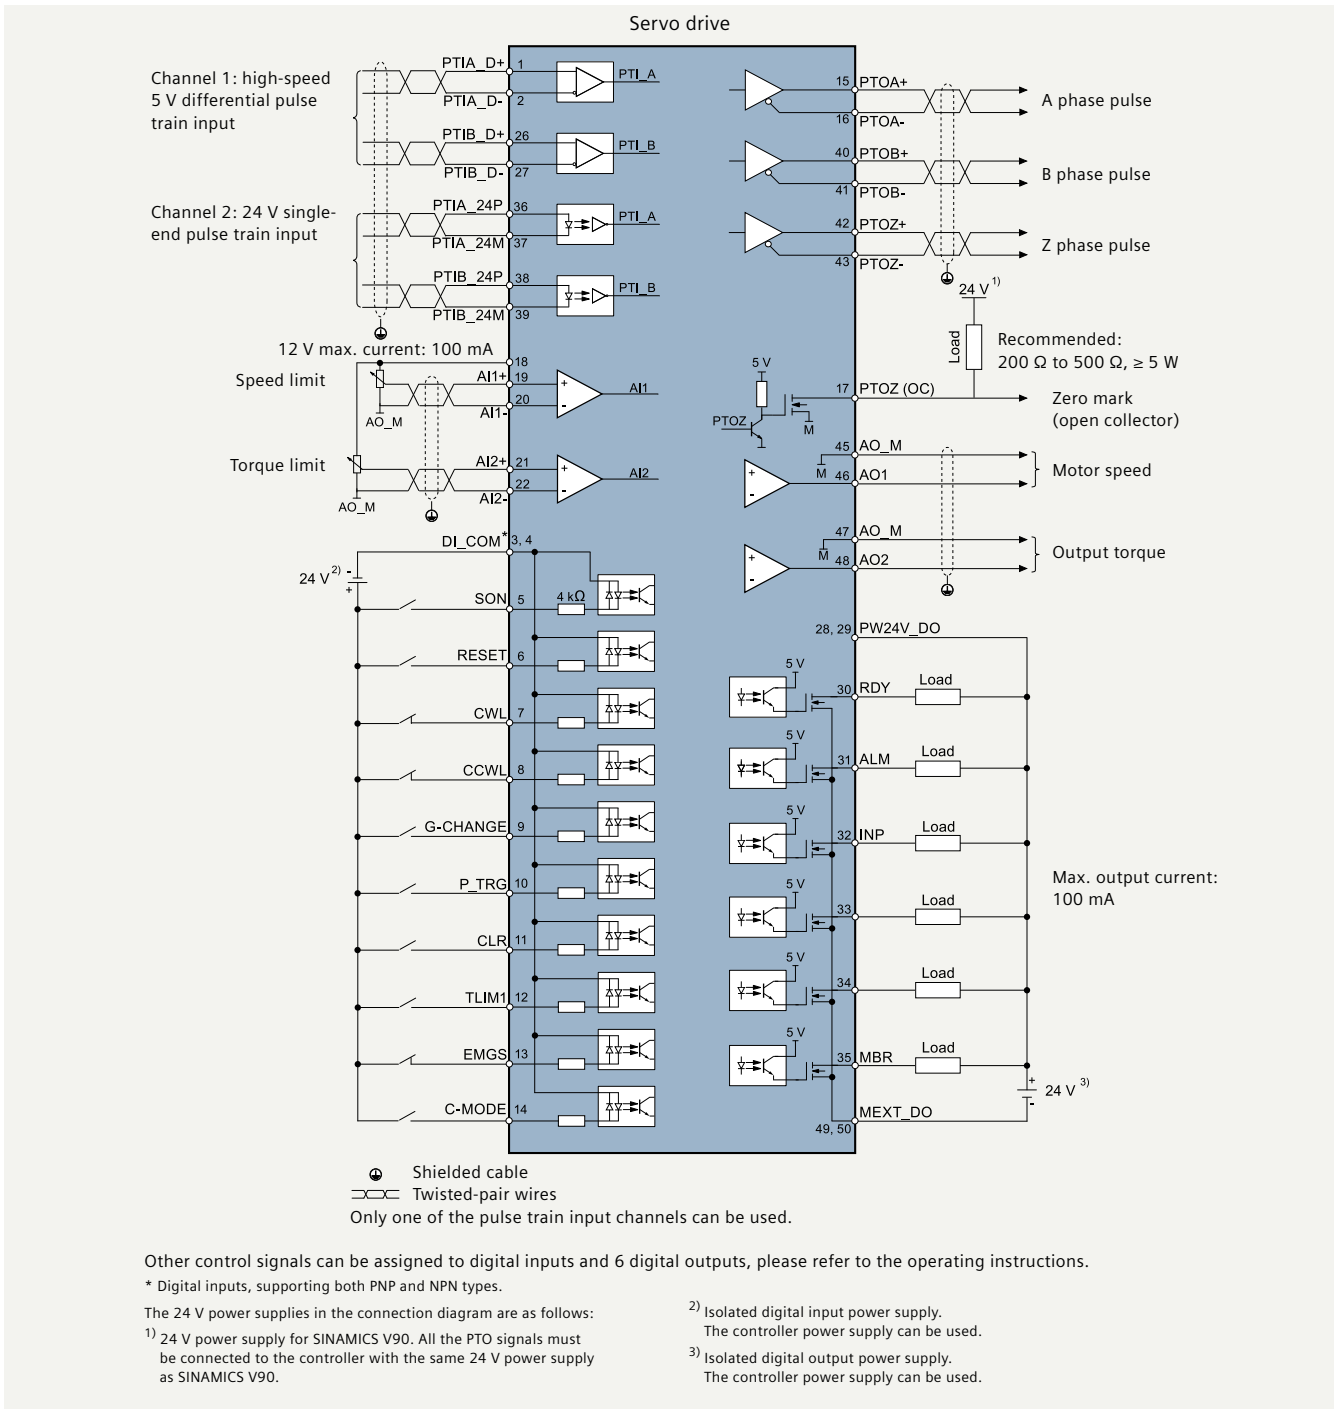 Servo drive
Channel 1: high-speed
5 V differential pulse
train input
PTIA_D+ 1
PTIA_D- 2
PTI_A
PTIB_D+ 26
PTIB_D- 27
PTI_B
Channel 2: 24 V single-
end pulse train input
PTIA_24P 36
PTIA_24M 37
PTI_A
PTIB_24P 38
PTIB_24M 39
PTI_B
12 V max. current: 100 mA 18
Speed limit
AI1+ 19
AI1- 20
+
-
AI1
AO_M
Torque limit
AI2+ 21
AI2- 22
+
-
AI2
AO_M
DI_COM* 3, 4
24 V 2) -
+
SON 5 4 kΩ
RESET 6
CWL 7
CCWL 8
G-CHANGE 9
P_TRG 10
CLR 11
TLIM1 12
EMGS 13
C-MODE 14
15 PTOA+
16 PTOA-
A phase pulse
40 PTOB+
41 PTOB-
B phase pulse
42 PTOZ+
43 PTOZ-
Z phase pulse
24 V 1)
Load
Recommended:
200 Ω to 500 Ω, ≥ 5 W
5 V
PTOZ
M
17 PTOZ (OC)
Zero mark
(open collector)
45 AO_M
M
46 AO1
+
-
Motor speed
47 AO_M
M
48 AO2
+
-
Output torque
28, 29 PW24V_DO
5 V
30 RDY Load
5 V
31 ALM Load
5 V
32 INP Load
5 V
33 Load
5 V
34 Load
5 V
35 MBR Load
Max. output current:
100 mA
+
24 V 3)
-
MEXT_DO
49, 50
Shielded cable
Twisted-pair wires
Only one of the pulse train input channels can be used.
Other control signals can be assigned to digital inputs and 6 digital outputs, please refer to the operating instructions.
* Digital inputs, supporting both PNP and NPN types.
The 24 V power supplies in the connection diagram are as follows:
1) 24 V power supply for SINAMICS V90. All the PTO signals must
be connected to the controller with the same 24 V power supply
as SINAMICS V90.
2) Isolated digital input power supply.
The controller power supply can be used.
3) Isolated digital output power supply.
The controller power supply can be used.